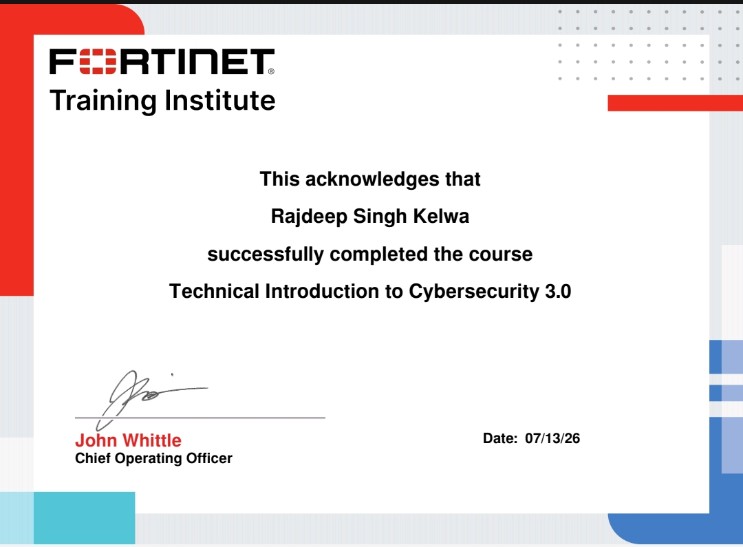 FORTINET®
Training Institute
This acknowledges that
Rajdeep Singh Kelwa
successfully completed the course
Technical Introduction to Cybersecurity 3.0
John Whittle
Chief Operating Officer
Date: 07/13/26